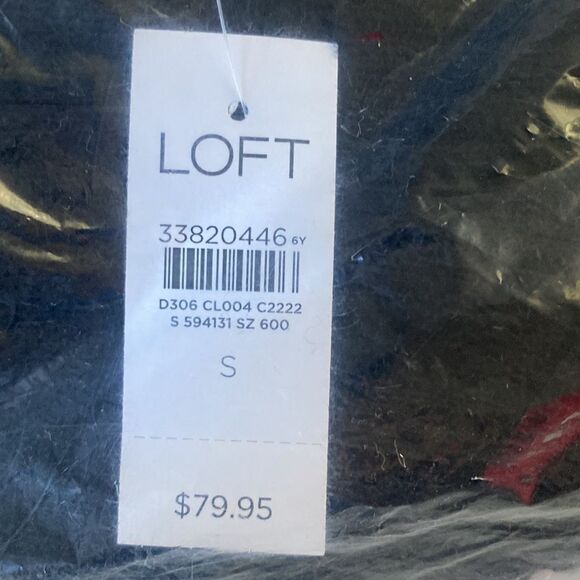 LOFT
33820446 6Y
D306 CL004 C2222
S 594131 SZ 600
S
$79.95